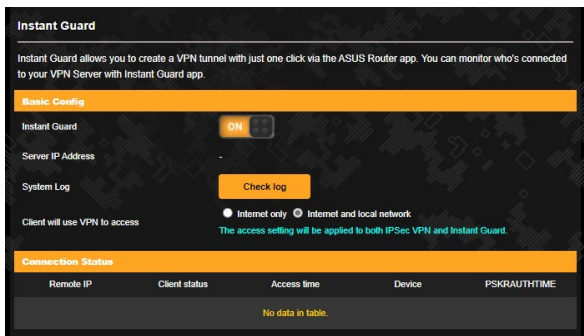 Instant Guard
Instant Guard allows you to create a VPN tunnel with just one click via the ASUS Router app. You can monitor who's connected
to your VPN Server with Instant Guard app.
Basic Config
Instant Guard ON
Server IP Address -
System Log Check log
Client will use VPN to access Internet only Internet and local network
The access setting will be applied to both IPSec VPN and Instant Guard.
Connection Status
Remote IP Client status Access time Device PSKRAUTHTIME
No data in table.